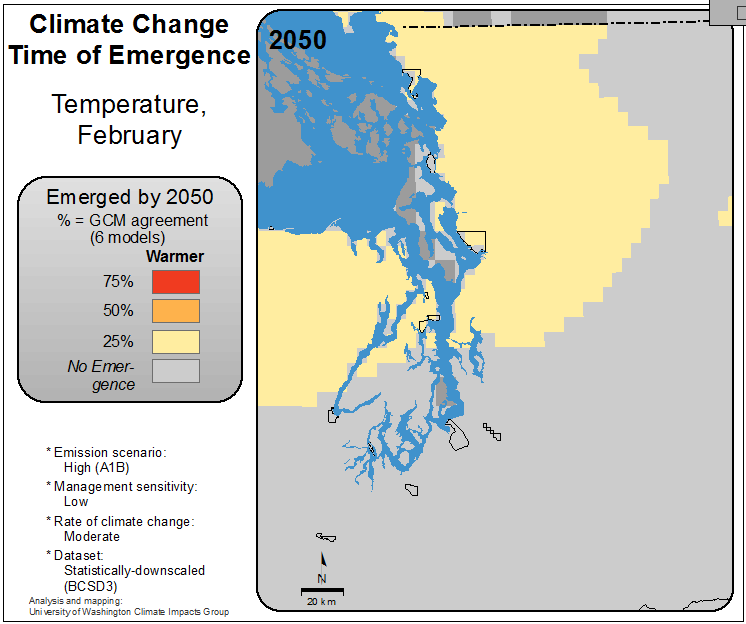 Climate Change
Time of Emergence
Temperature,
February
Emerged by 2050
% = GCM agreement
(6 models)
Warmer
75%
50%
25%
No Emer-
gence
* Emission scenario:
High (A1B)
* Management sensitivity:
Low
* Rate of climate change:
Moderate
* Dataset:
Statistically-downscaled
(BCSD3)
Analysis and mapping:
University of Washington Climate Impacts Group
2050
N
20 km